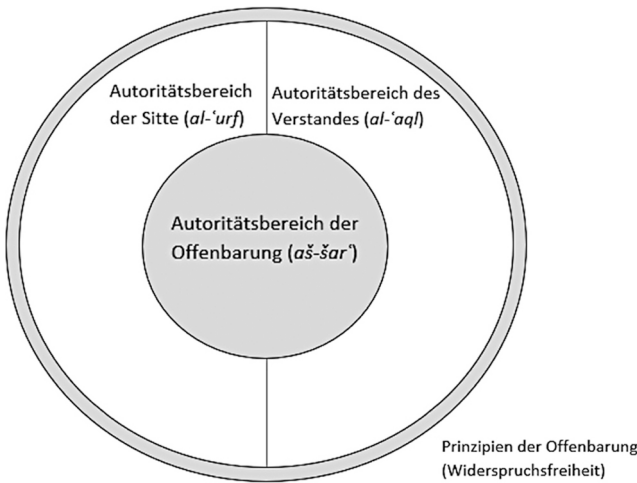 Autoritätsbereich
der Sitte (al-ʿurf)
Autoritätsbereich des
Verstandes (al-ʿaql)
Autoritätsbereich der
Offenbarung (aš-šarʿ)
Prinzipien der Offenbarung
(Widerspruchsfreiheit)